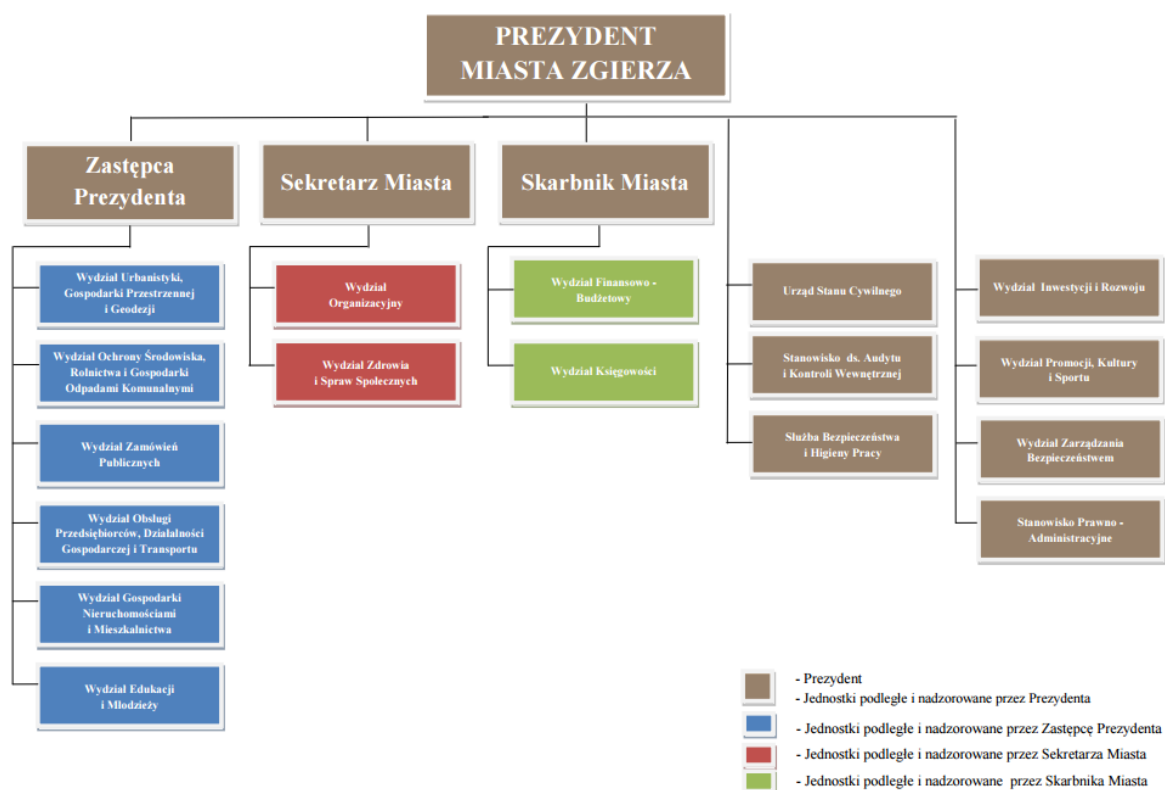 PREZYDENT
MIASTA ZGIERZA
Zastępca
Prezydenta
Sekretarz Miasta
Skarbnik Miasta
Wydział Urbanistyki,
Gospodarki Przestrzennej
i Geodezji
Wydział Ochrony Środowiska,
Rolnictwa i Gospodarki
Odpadami Komunalnymi
Wydział Zamówień
Publicznych
Wydział Obsługi
Przedsiębiorców, Działalności
Gospodarczej i Transportu
Wydział Gospodarki
Nieruchomościami
i Mieszkalnictwa
Wydział Edukacji
i Młodzieży
Wydział
Organizacyjny
Wydział Zdrowia
i Spraw Społecznych
Wydział Finansowo -
Budżetowy
Wydział Księgowości
Urząd Stanu Cywilnego
Stanowisko ds. Audytu
i Kontroli Wewnętrznej
Służba Bezpieczeństwa
i Higieny Pracy
Wydział Inwestycji i Rozwoju
Wydział Promocji, Kultury
i Sportu
Wydział Zarządzania
Bezpieczeństwem
Stanowisko Prawno -
Administracyjne
- Prezydent
- Jednostki podległe i nadzorowane przez Prezydenta
- Jednostki podległe i nadzorowane przez Zastępcę Prezydenta
- Jednostki podległe i nadzorowane przez Sekretarza Miasta
- Jednostki podległe i nadzorowane przez Skarbnika Miasta